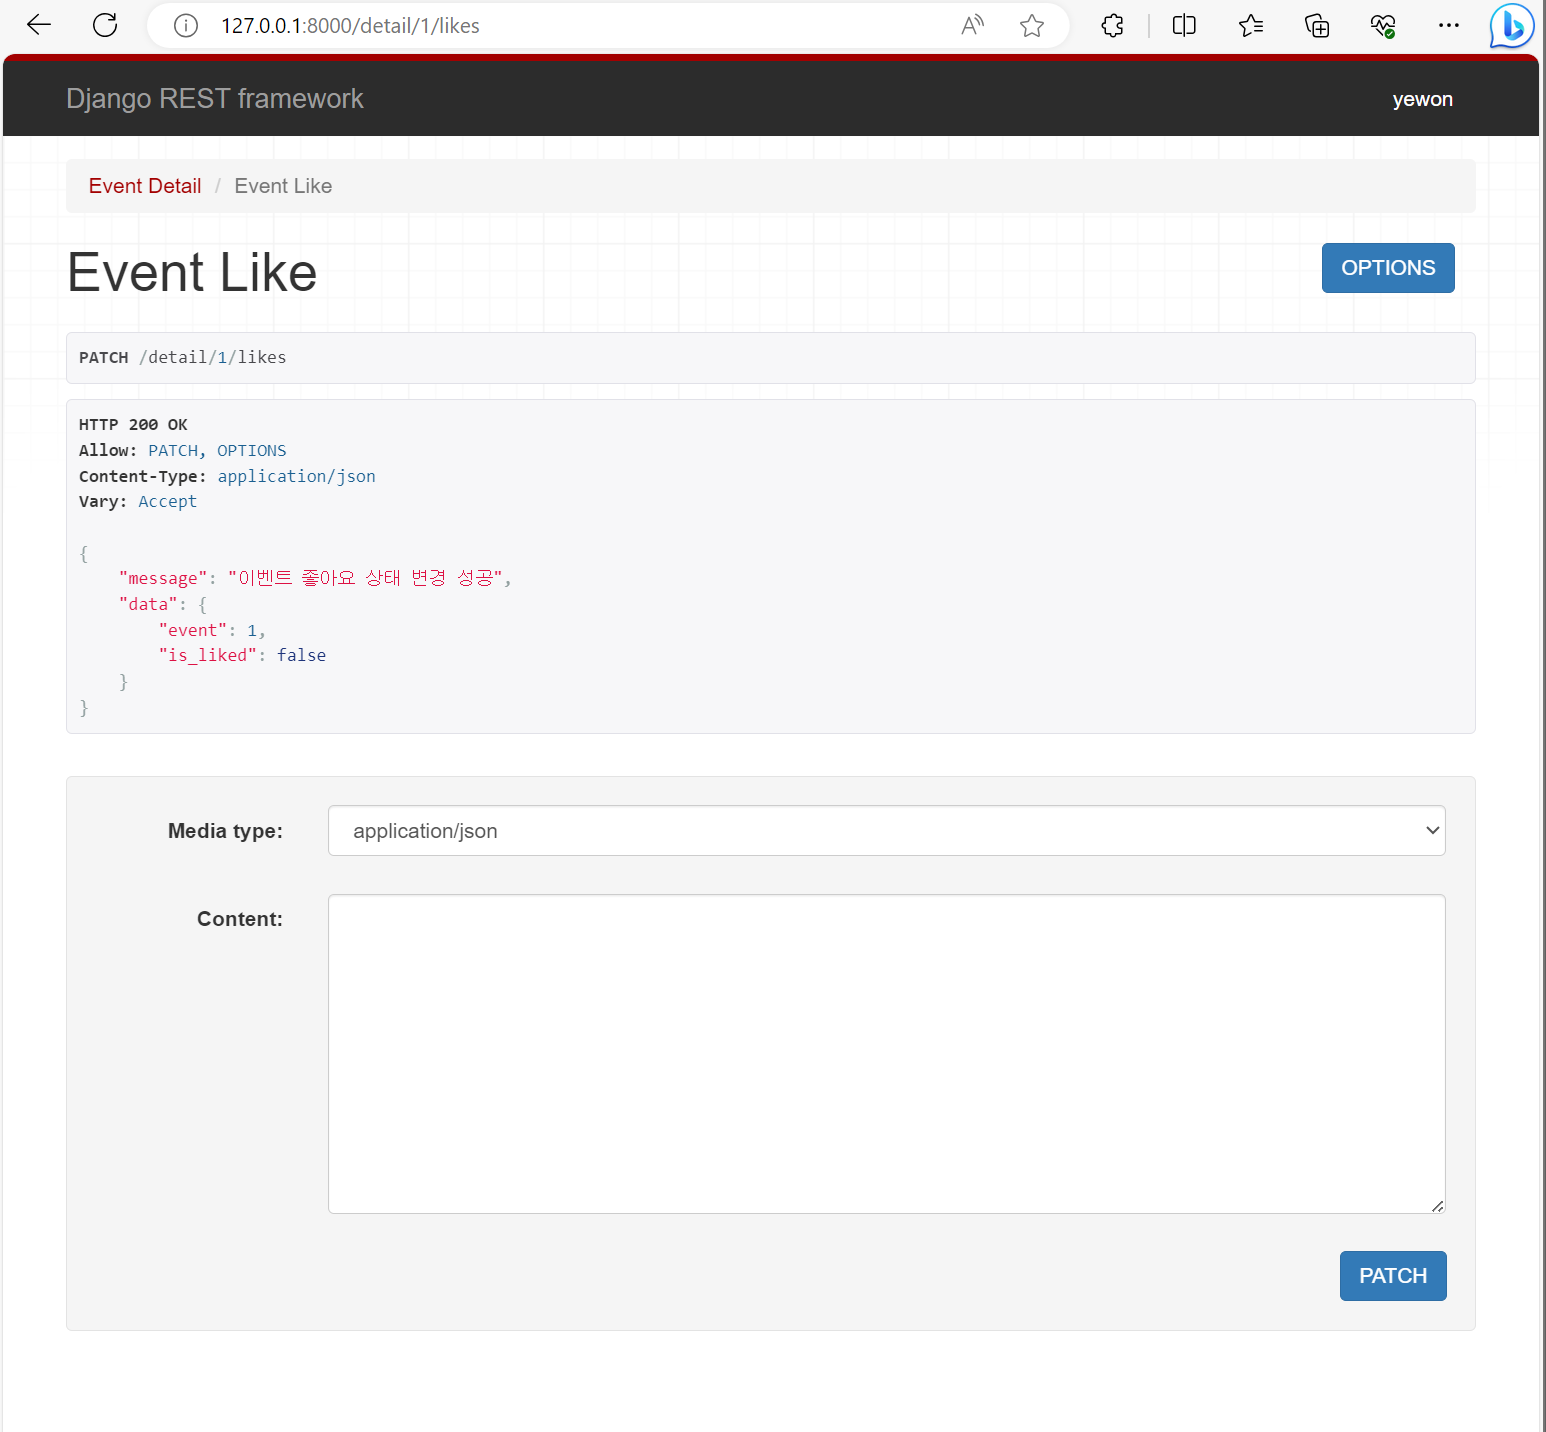 127.0.0.1:8000/detail/1/likes
Django REST framework
yewon
Event Detail / Event Like
Event Like
OPTIONS
PATCH /detail/1/likes
HTTP 200 OK
Allow: PATCH, OPTIONS
Content-Type: application/json
Vary: Accept
{
    "message": "이벤트 좋아요 상태 변경 성공",
    "data": {
        "event": 1,
        "is_liked": false
    }
}
Media type:
application/json
Content:
PATCH